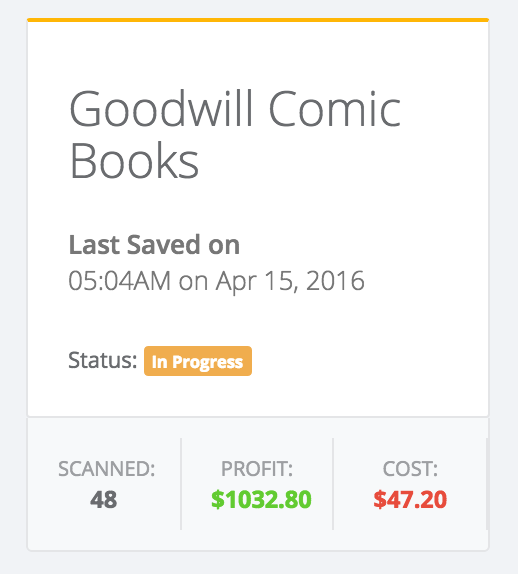 Goodwill Comic
Books
Last Saved on
05:04AM on Apr 15, 2016
Status: In Progress
SCANNED: PROFIT: COST:
48 $1032.80 $47.20